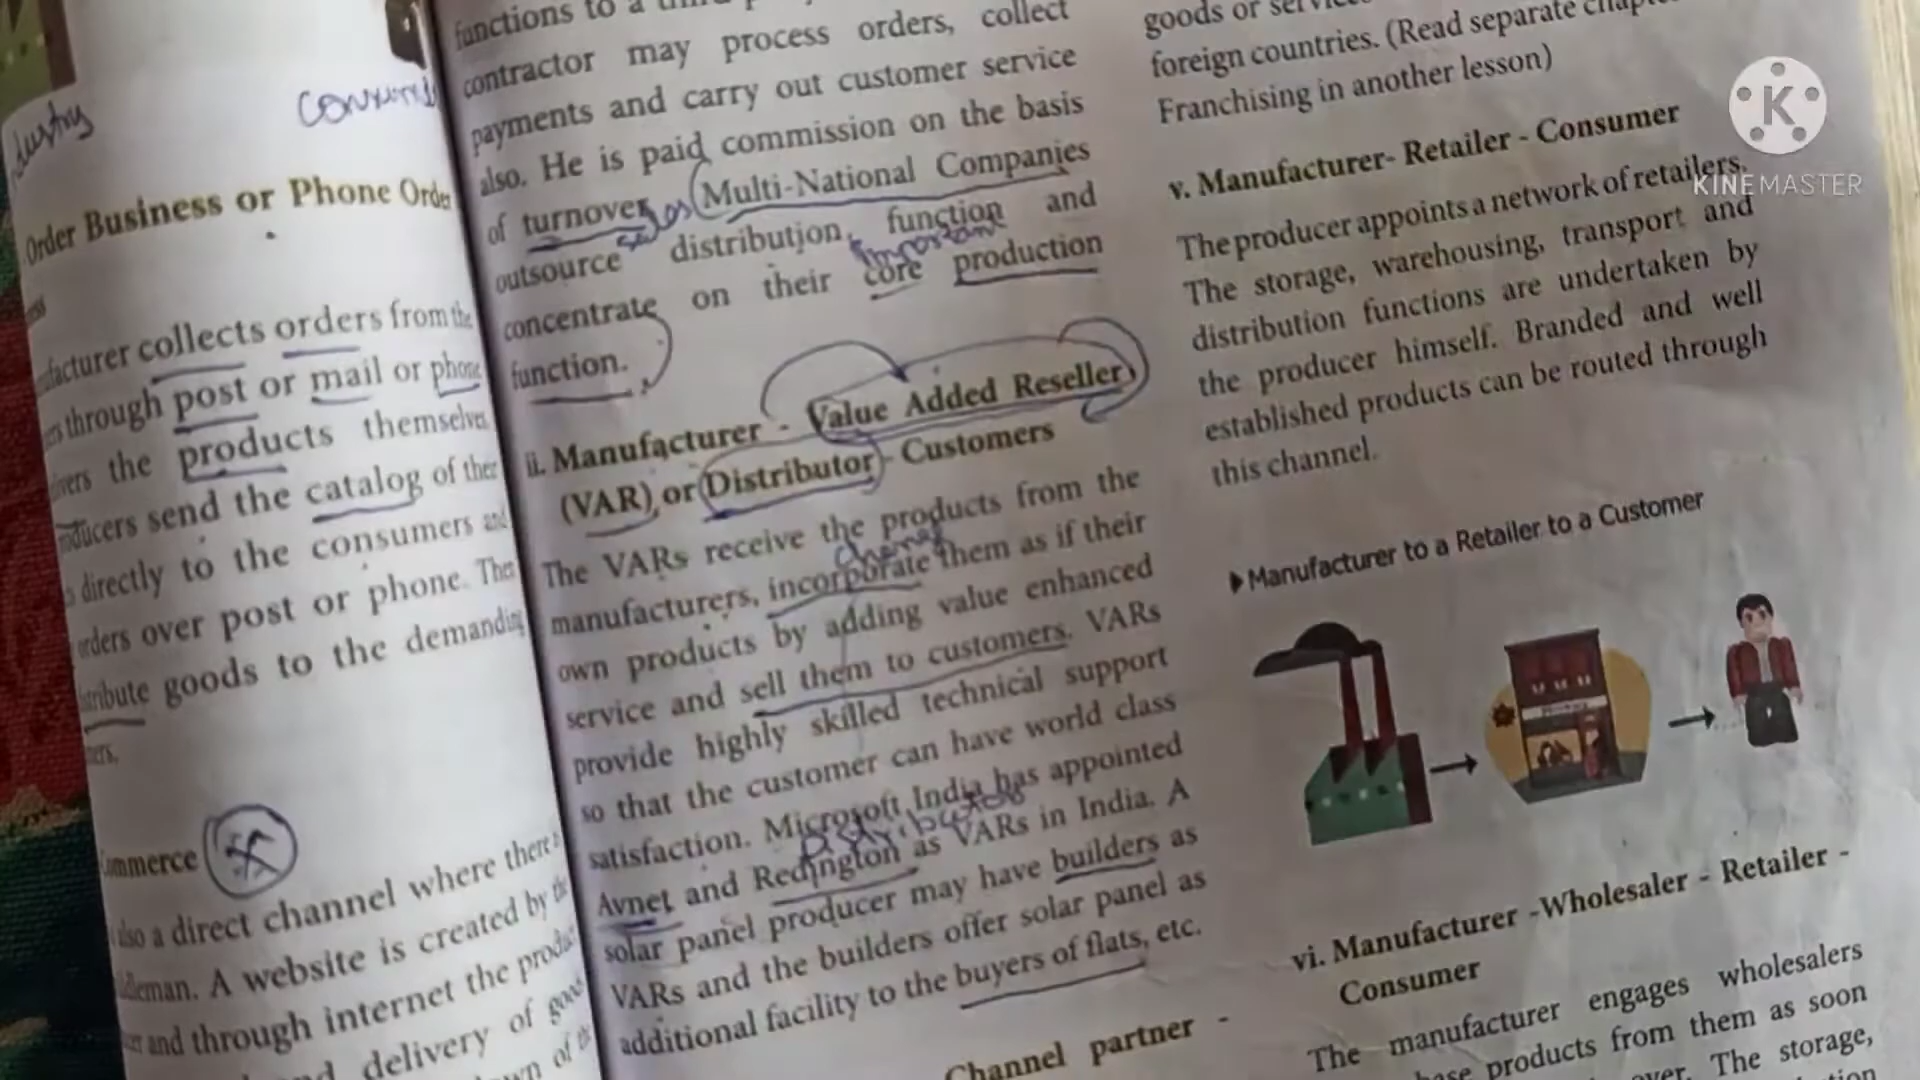 dustry
Order Business or Phone Order
collects orders from the
through post or mail or phone
the products themselves
send the catalog of their
directly to the consumers and
orders over post or phone. Then
goods to the demanding
also a direct channel where there
A website is created by the
and through internet the
delivery of
functions to a third
contractor may process orders, collect
payments and carry out customer service
also. He is paid commission on the basis
of turnover as Multi-National Companies
outsource distribution function and
important
concentrate on their core production
function.
ii. Manufacturer - Value Added Reseller
(VAR) or Distributor - Customers
The VARs receive the products from the
manufacturers, incorporate them as if their
own products by adding value enhanced
service and sell them to customers. VARs
provide highly skilled technical support
so that the customer can have world class
satisfaction. Microsoft India has appointed
Distributor
Avnet and Redington as VARs in India. A
solar panel producer may have builders as
VARs and the builders offer solar panel as
additional facility to the buyers of flats, etc.
Channel partner -
goods or
foreign countries. (Read separate
Franchising in another lesson)
v. Manufacturer- Retailer - Consumer
The producer appoints a network of retailers.
The storage, warehousing, transport and
distribution functions are undertaken by
the producer himself. Branded and well
established products can be routed through
this channel.
Manufacturer to a Retailer to a Customer
vi. Manufacturer -Wholesaler - Retailer -
Consumer
The manufacturer engages wholesalers
products from them as soon
The storage,
K
KINEMASTER